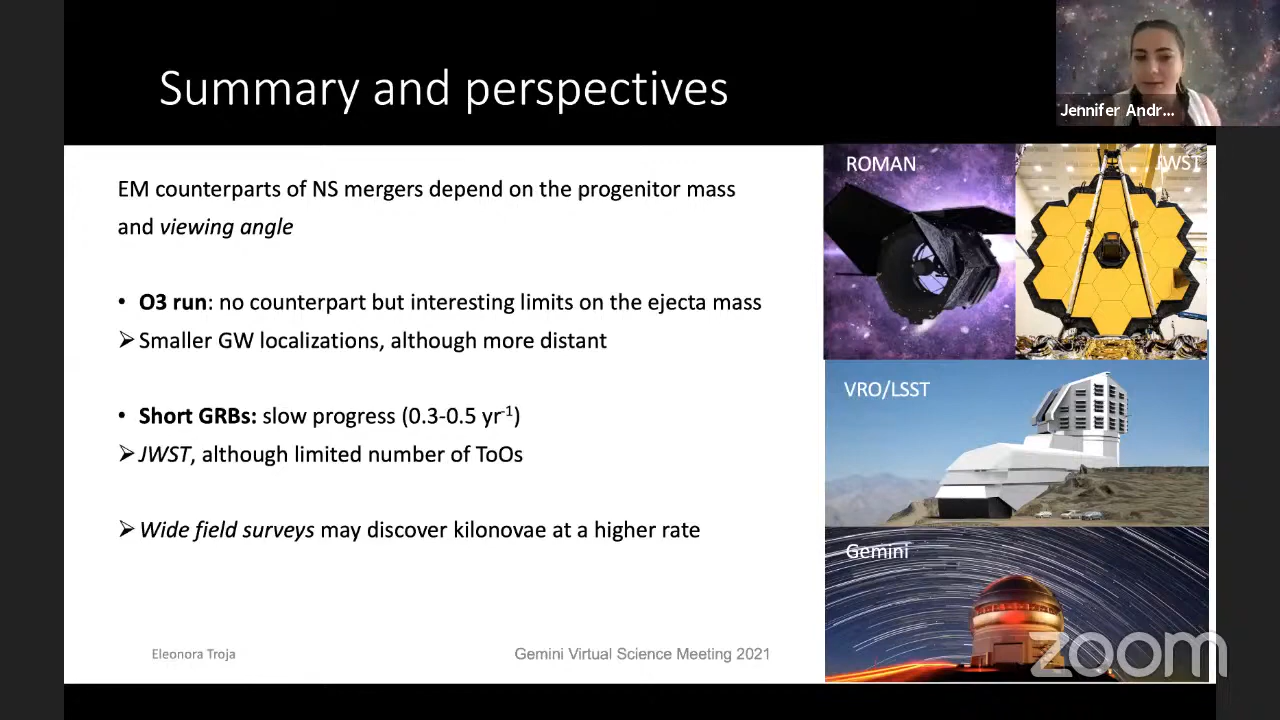 Summary and perspectives
Jennifer Andr...
EM counterparts of NS mergers depend on the progenitor mass
and viewing angle
• O3 run: no counterpart but interesting limits on the ejecta mass
➢ Smaller GW localizations, although more distant
• Short GRBs: slow progress (0.3-0.5 yr⁻¹)
➢ JWST, although limited number of ToOs
➢ Wide field surveys may discover kilonovae at a higher rate
Eleonora Troja
Gemini Virtual Science Meeting 2021
ROMAN
JWST
VRO/LSST
Gemini
zoom